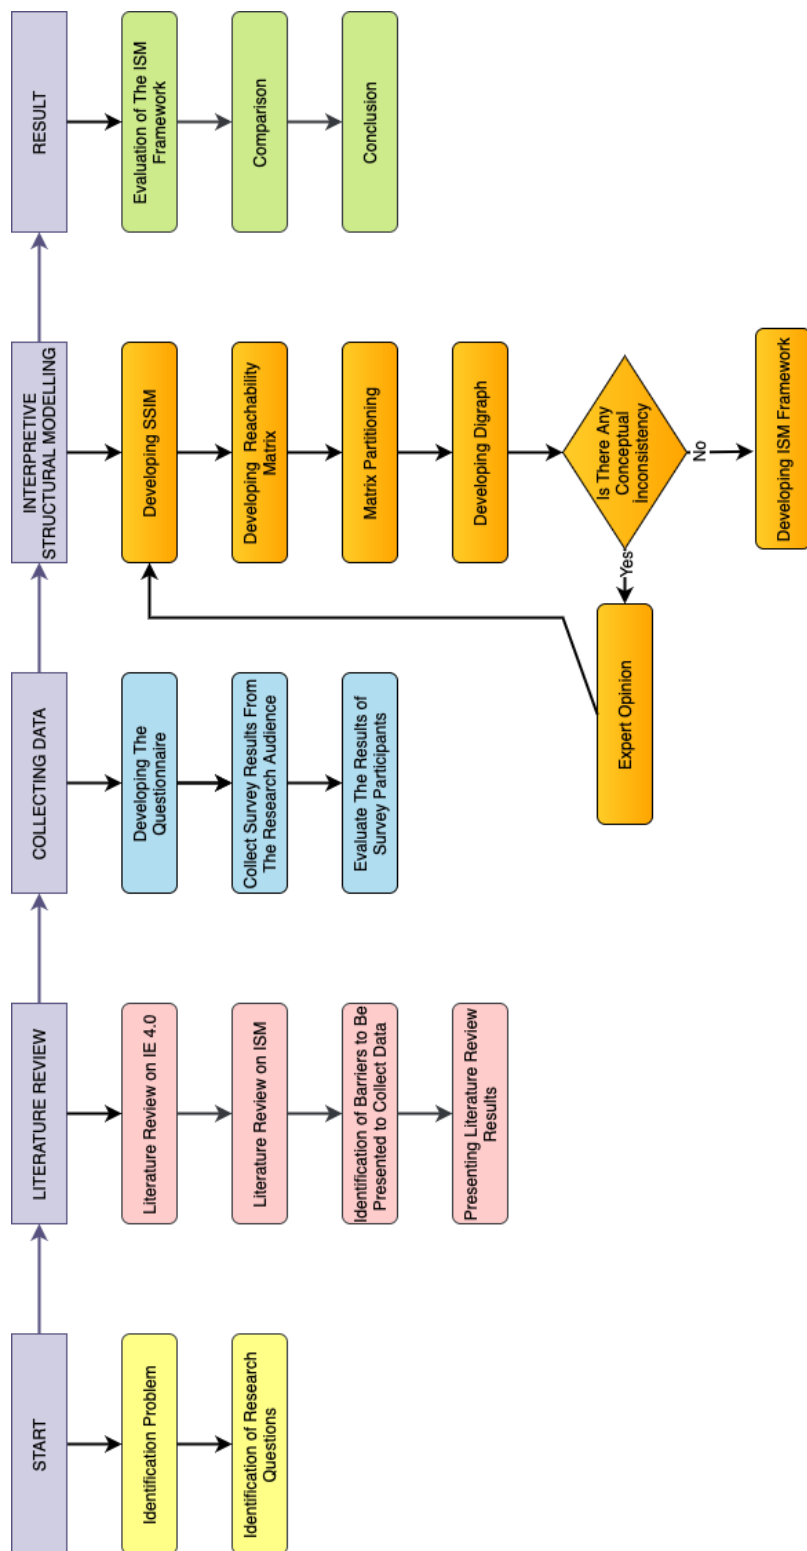 START
Identification Problem
Identification of Research
Questions
LITERATURE REVIEW
Literature Review on IE 4.0
Literature Review on ISM
Identification of Barriers to Be
Presented to Collect Data
Presenting Literature Review
Results
COLLECTING DATA
Developing The
Questionnaire
Collect Survey Results From
The Research Audience
Evaluate The Results of
Survey Participants
INTERPRETIVE
STRUCTURAL MODELLING
Developing SSIM
Developing Reachability
Matrix
Matrix Partitioning
Developing Digraph
Is There Any
Conceptual
Inconsistency
Yes
No
Expert Opinion
Developing ISM Framework
RESULT
Evaluation of The ISM
Framework
Comparison
Conclusion